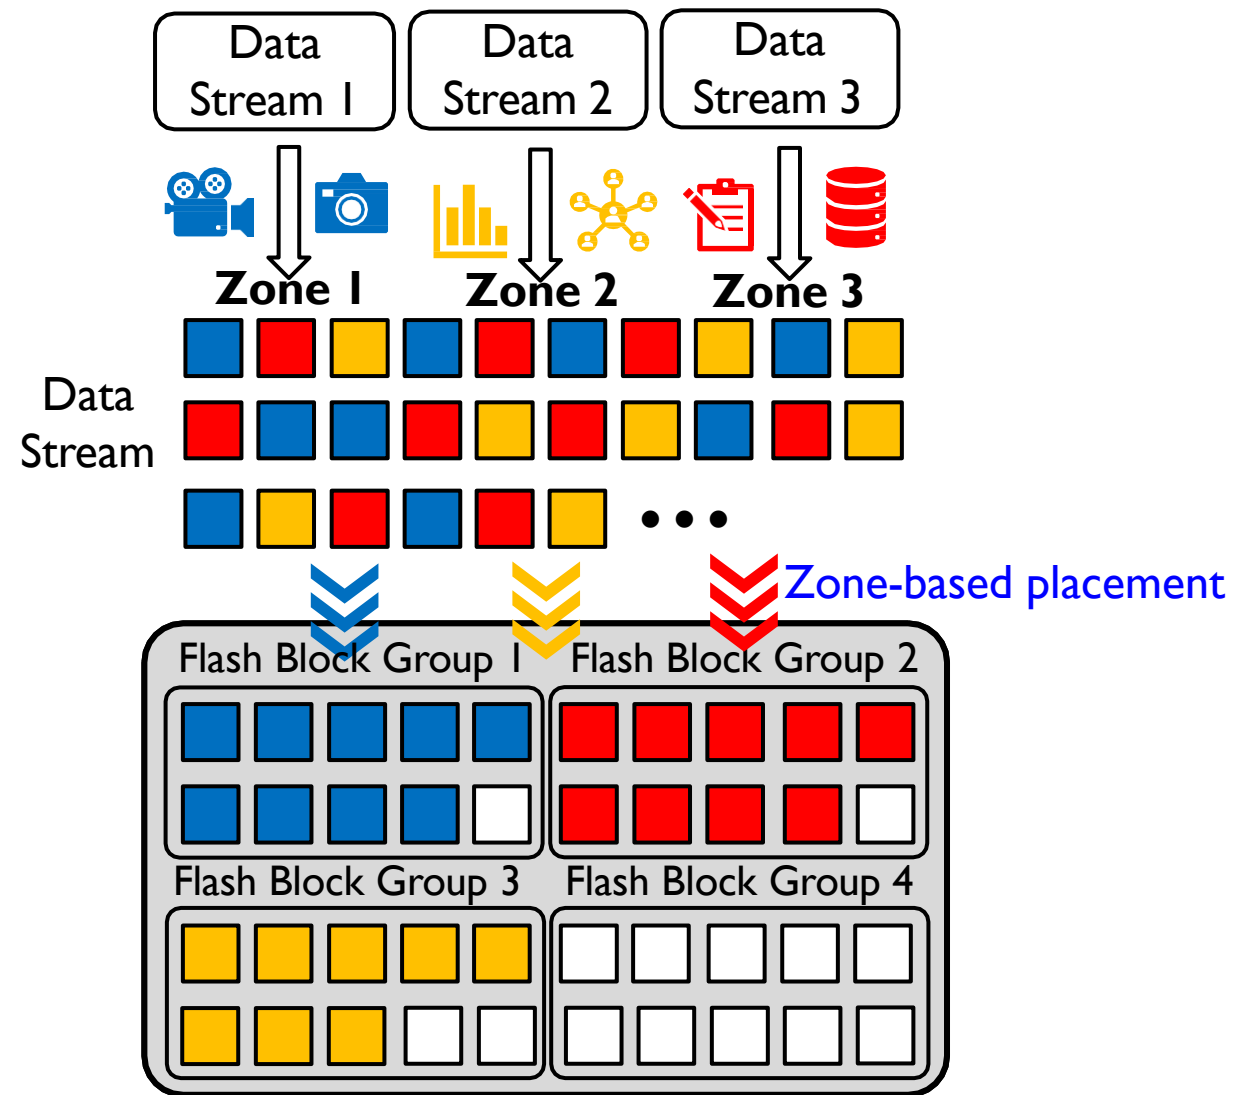 Data
Stream 1
Data
Stream 2
Data
Stream 3
Zone 1
Zone 2
Zone 3
Data
Stream
Zone-based placement
Flash Block Group 1
Flash Block Group 2
Flash Block Group 3
Flash Block Group 4